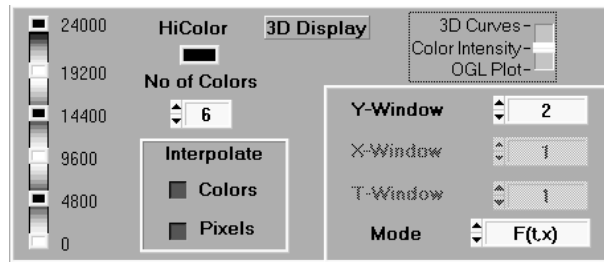 24000 HiColor 3D Display 3D Curves-
Color Intensity-
OGL Plot-
19200 No of Colors
14400 6 Y-Window 2
9600 Interpolate X-Window 1
4800 Colors T-Window 1
Pixels Mode F(t,x)
0